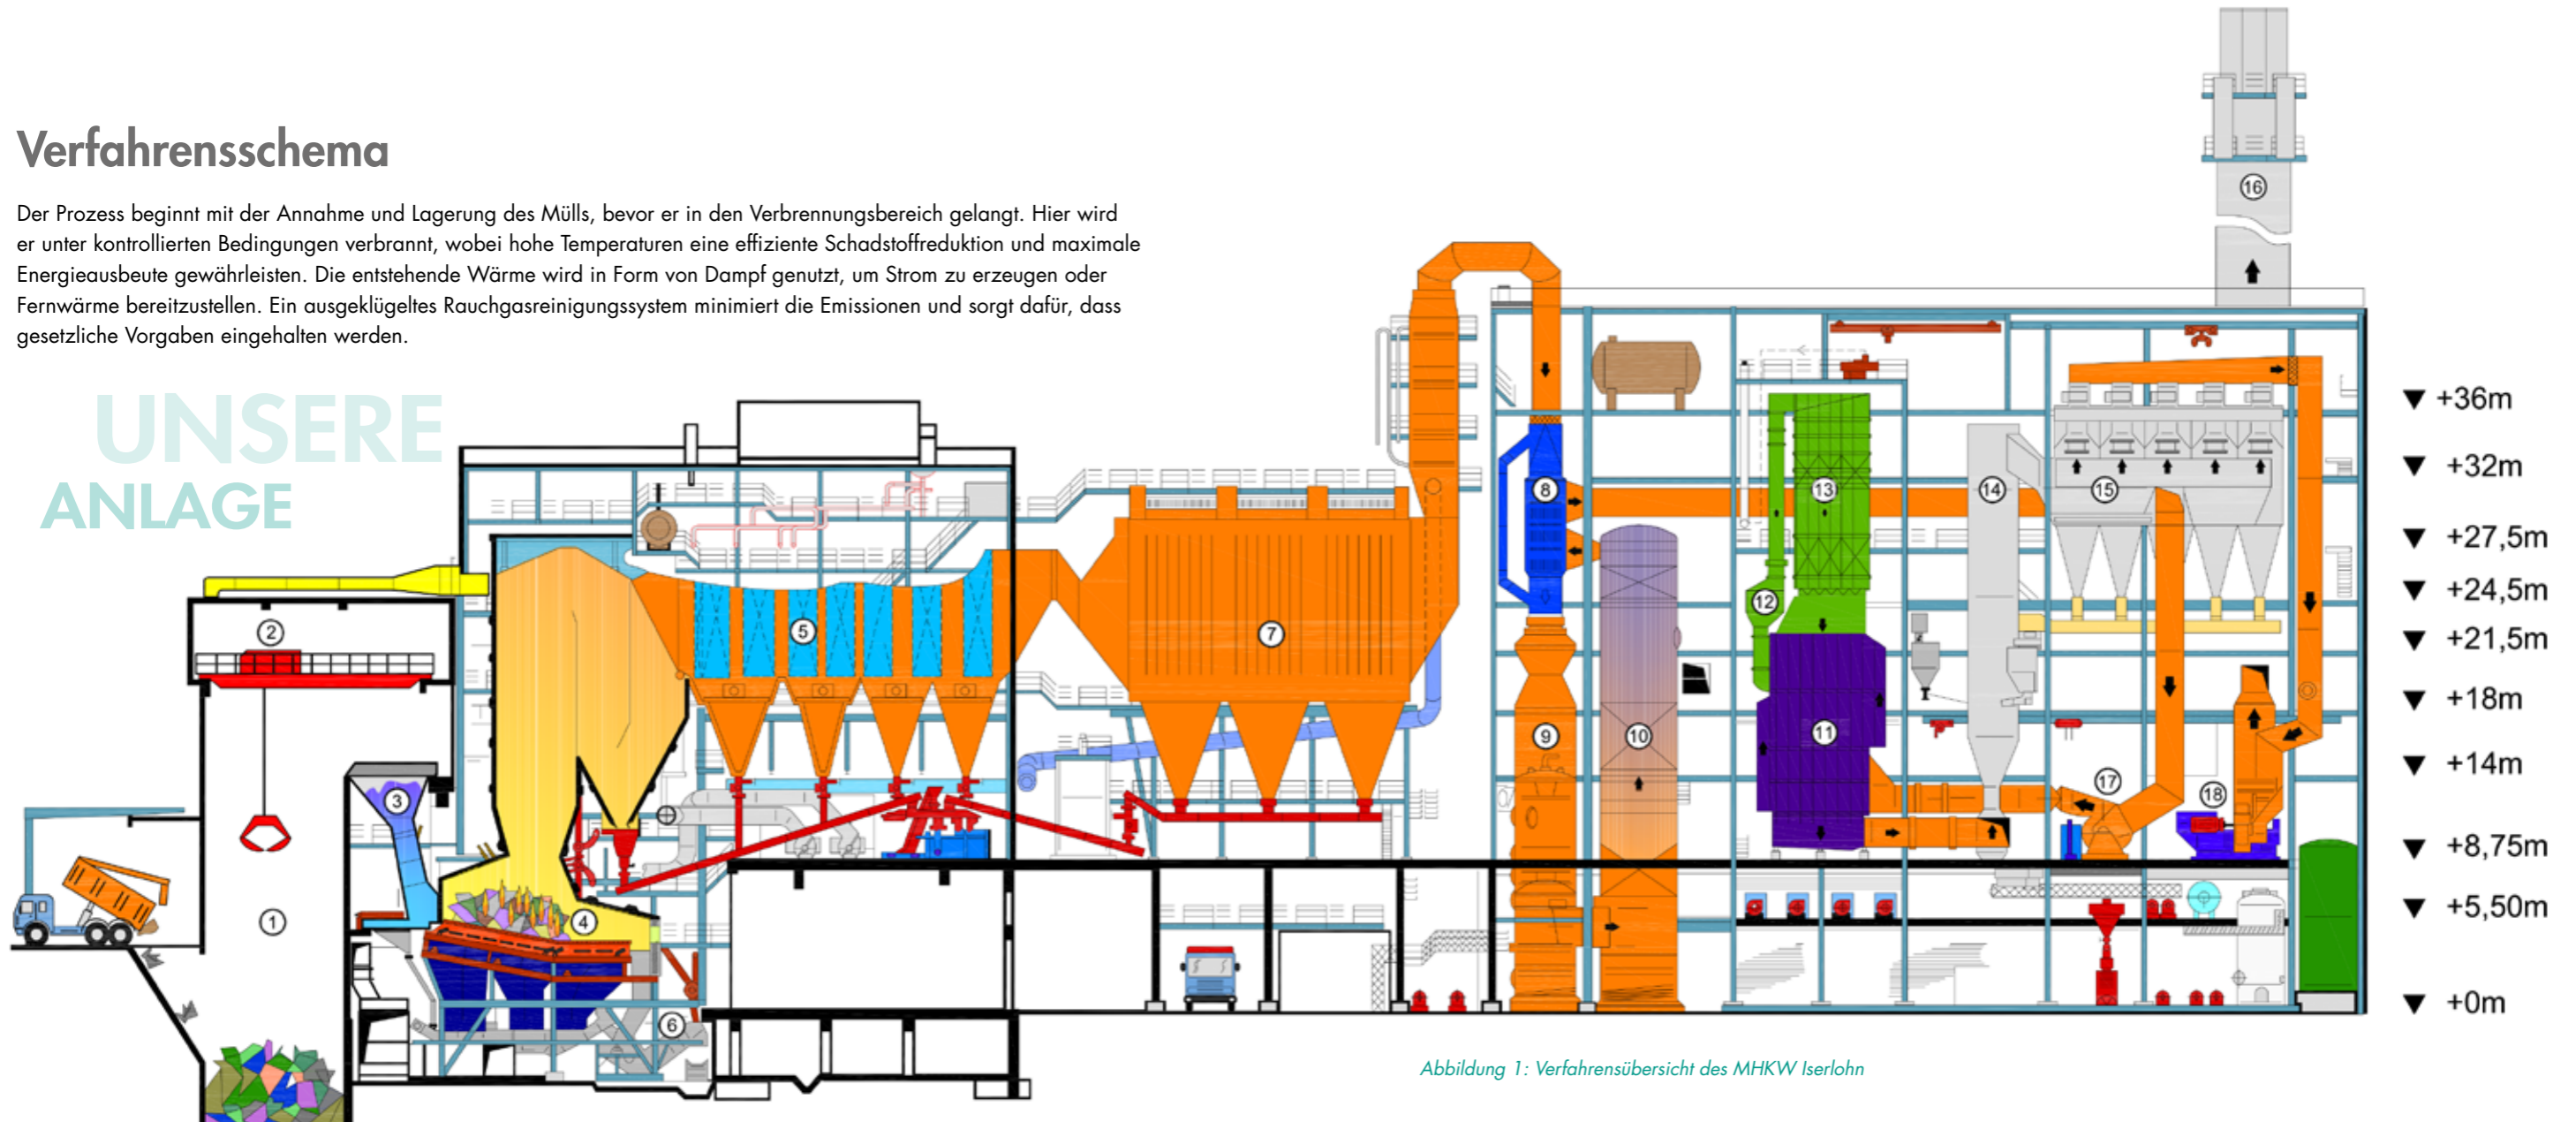 Verfahrensschema
Der Prozess beginnt mit der Annahme und Lagerung des Mülls, bevor er in den Verbrennungsbereich gelangt. Hier wird
er unter kontrollierten Bedingungen verbrannt, wobei hohe Temperaturen eine effiziente Schadstoffreduktion und maximale
Energieausbeute gewährleisten. Die entstehende Wärme wird in Form von Dampf genutzt, um Strom zu erzeugen oder
Fernwärme bereitzustellen. Ein ausgeklügeltes Rauchgasreinigungssystem minimiert die Emissionen und sorgt dafür, dass
gesetzliche Vorgaben eingehalten werden.
UNSERE
ANLAGE
1
2
3
4
5
6
7
8
9
10
11
12
13
14
15
16
17
18
+36m
+32m
+27,5m
+24,5m
+21,5m
+18m
+14m
+8,75m
+5,50m
+0m
Abbildung 1: Verfahrensübersicht des MHKW Iserlohn